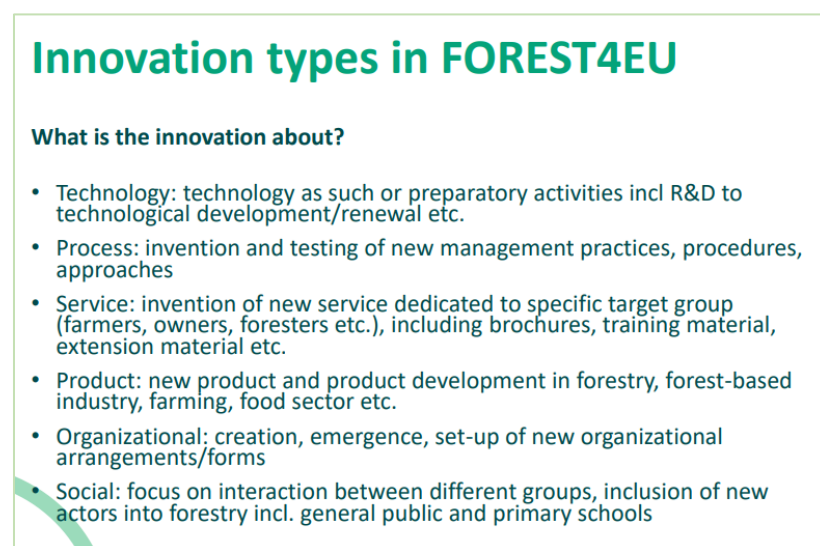 Innovation types in FOREST4EU
What is the innovation about?
• Technology: technology as such or preparatory activities incl R&D to
technological development/renewal etc.
• Process: invention and testing of new management practices, procedures,
approaches
• Service: invention of new service dedicated to specific target group
(farmers, owners, foresters etc.), including brochures, training material,
extension material etc.
• Product: new product and product development in forestry, forest-based
industry, farming, food sector etc.
• Organizational: creation, emergence, set-up of new organizational
arrangements/forms
• Social: focus on interaction between different groups, inclusion of new
actors into forestry incl. general public and primary schools